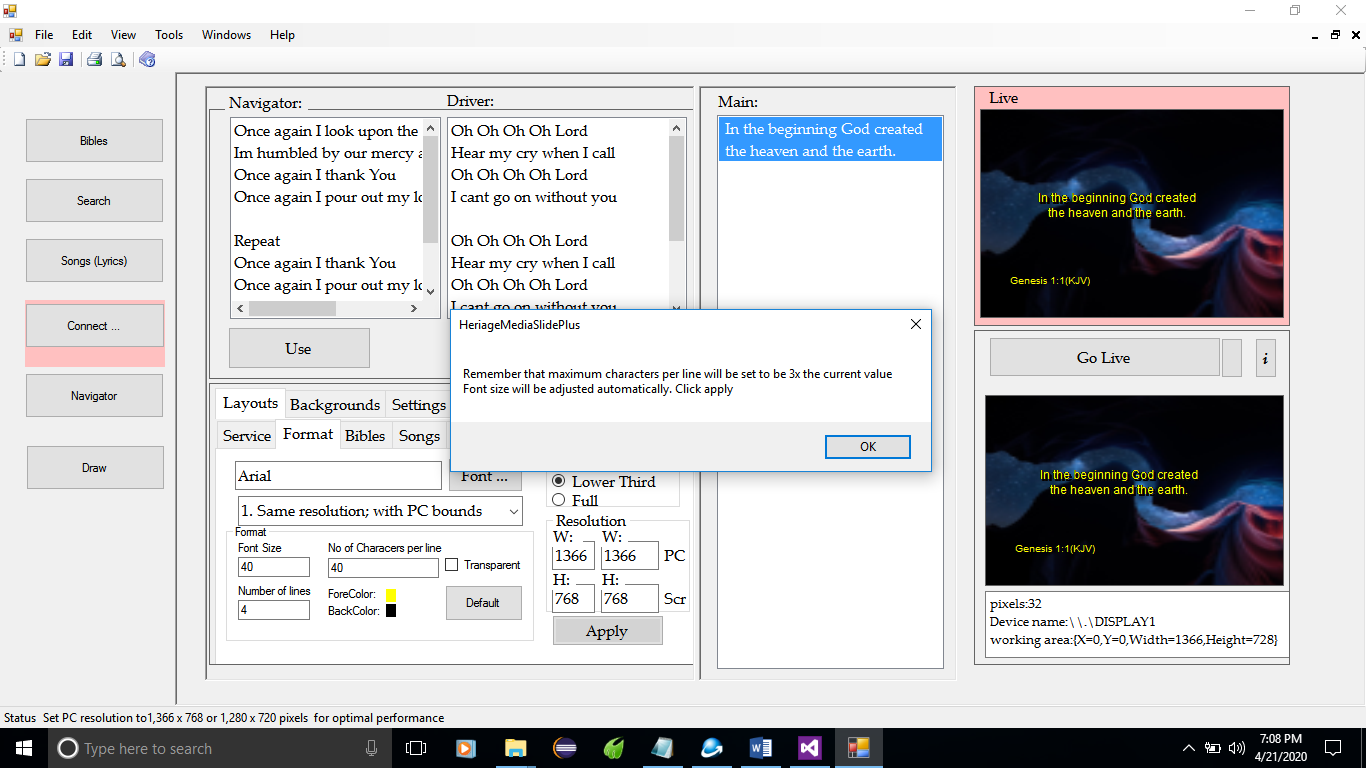 File Edit View Tools Windows Help
Bibles
Search
Songs (Lyrics)
Connect ...
Navigator
Draw
Navigator:
Once again I look upon the
Im humbled by our mercy
Once again I thank You
Once again I pour out my
Repeat
Once again I thank You
Once again I pour out my
Use
Driver:
Oh Oh Oh Oh Lord
Hear my cry when I call
Oh Oh Oh Oh Lord
I cant go on without you
Oh Oh Oh Oh Lord
Hear my cry when I call
Oh Oh Oh Oh Lord
I cant go on without you
Main:
In the beginning God created
the heaven and the earth.
Live
In the beginning God created
the heaven and the earth.
Genesis 1:1(KJV)
Go Live
i
In the beginning God created
the heaven and the earth.
Genesis 1:1(KJV)
pixels:32
Device name:\\.\DISPLAY1
working area:{X=0,Y=0,Width=1366,Height=728}
HeriageMediaSlidePlus
Remember that maximum characters per line will be set to be 3x the current value
Font size will be adjusted automatically. Click apply
OK
Layouts Backgrounds Settings
Service Format Bibles Songs
Arial
Font ...
1. Same resolution; with PC bounds
Format
Font Size
40
No of Characers per line
40
Transparent
Number of lines
4
ForeColor:
BackColor:
Default
Lower Third
Full
Resolution
W: W:
1366 1366 PC
H: H:
768 768 Scr
Apply
Status Set PC resolution to1,366 x 768 or 1,280 x 720 pixels for optimal performance
Type here to search
7:08 PM
4/21/2020